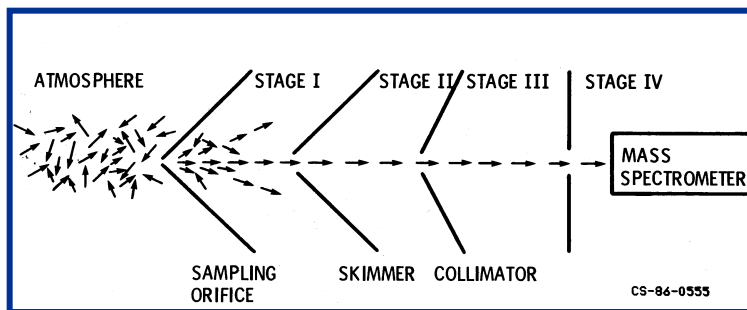 ATMOSPHERE
STAGE I
STAGE II
STAGE III
STAGE IV
MASS
SPECTROMETER
SAMPLING
ORIFICE
SKIMMER
COLLIMATOR
CS-86-0555